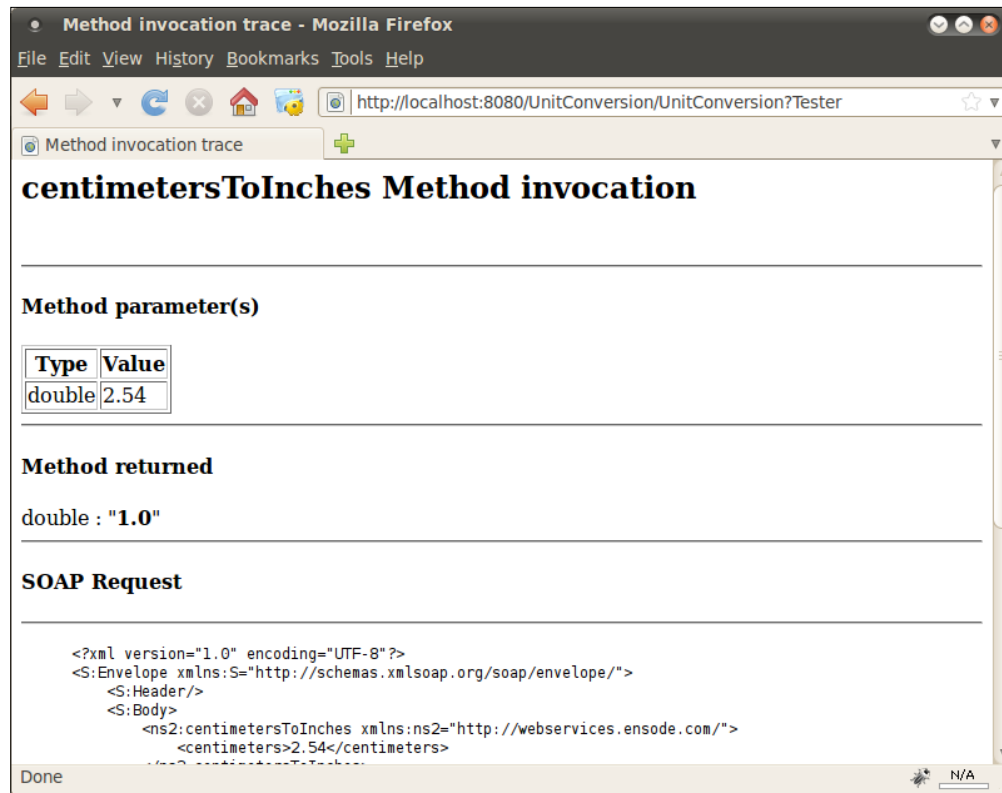 Method invocation trace - Mozilla Firefox
File Edit View History Bookmarks Tools Help
http://localhost:8080/UnitConversion/UnitConversion?Tester
Method invocation trace
centimetersToInches Method invocation
Method parameter(s)
Type Value
double 2.54
Method returned
double : "1.0"
SOAP Request
<?xml version="1.0" encoding="UTF-8"?>
<S:Envelope xmlns:S="http://schemas.xmlsoap.org/soap/envelope/">
<S:Header/>
<S:Body>
<ns2:centimetersToInches xmlns:ns2="http://webservices.ensode.com/">
<centimeters>2.54</centimeters>
</ns2:centimetersToInches>
Done N/A